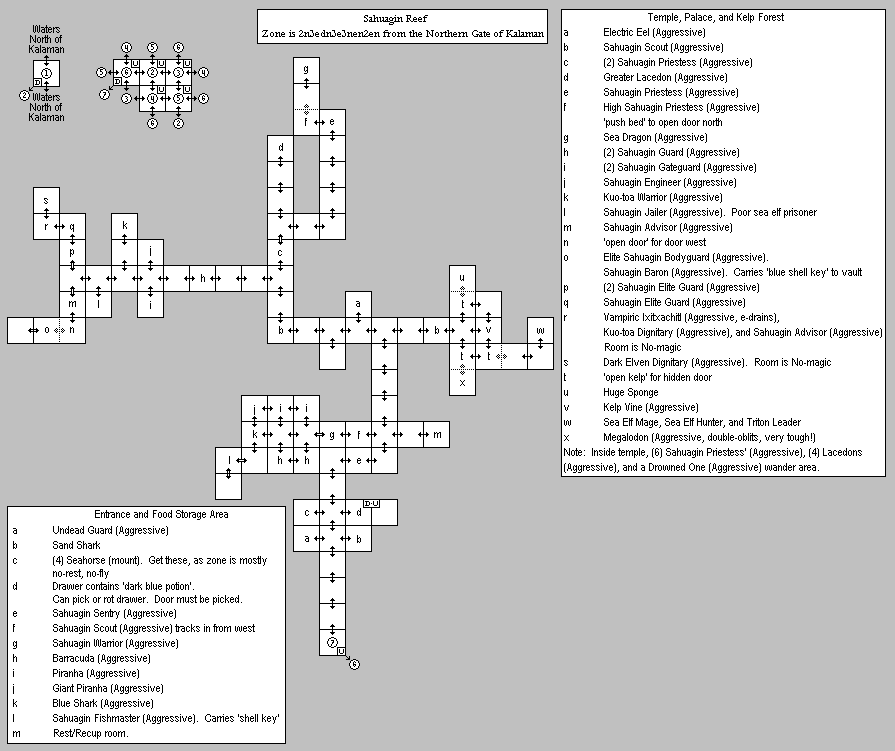 Sahuagin Reef
Zone is 2n3edn3e3nen2en from the Northern Gate of Kalaman
Waters
North of
Kalaman
1
D
2
Waters
North of
Kalaman
4 5 6
U U
5 6 2 3 4
D U U
7 3 4 5 6
6 2
g
f e
d
s
r q k
p j
c
h
m l i
o n
b a b v w
u
t
t t
x
j i i
k g f m
l h h e
c d D-U
a b
7
U
6
Temple, Palace, and Kelp Forest
a Electric Eel (Aggressive)
b Sahuagin Scout (Aggressive)
c (2) Sahuagin Priestess (Aggressive)
d Greater Lacedon (Aggressive)
e Sahuagin Priestess (Aggressive)
f High Sahuagin Priestess (Aggressive)
'push bed' to open door north
g Sea Dragon (Aggressive)
h (2) Sahuagin Guard (Aggressive)
i (2) Sahuagin Gateguard (Aggressive)
j Sahuagin Engineer (Aggressive)
k Kuo-toa Warrior (Aggressive)
l Sahuagin Jailer (Aggressive). Poor sea elf prisoner
m Sahuagin Advisor (Aggressive)
n 'open door' for door west
o Elite Sahuagin Bodyguard (Aggressive).
Sahuagin Baron (Aggressive). Carries 'blue shell key' to vault
p (2) Sahuagin Elite Guard (Aggressive)
q Sahuagin Elite Guard (Aggressive)
r Vampiric Ixitxachitl (Aggressive, e-drains),
Kuo-toa Dignitary (Aggressive), and Sahuagin Advisor (Aggressive)
Room is No-magic
s Dark Elven Dignitary (Aggressive). Room is No-magic
t 'open kelp' for hidden door
u Huge Sponge
v Kelp Vine (Aggressive)
w Sea Elf Mage, Sea Elf Hunter, and Triton Leader
x Megalodon (Aggressive, double-oblits, very tough!)
Note: Inside temple, (6) Sahuagin Priestess' (Aggressive), (4) Lacedons
(Aggressive), and a Drowned One (Aggressive) wander area.
Entrance and Food Storage Area
a Undead Guard (Aggressive)
b Sand Shark
c (4) Seahorse (mount). Get these, as zone is mostly
no-rest, no-fly
d Drawer contains 'dark blue potion'.
Can pick or rot drawer. Door must be picked.
e Sahuagin Sentry (Aggressive)
f Sahuagin Scout (Aggressive) tracks in from west
g Sahuagin Warrior (Aggressive)
h Barracuda (Aggressive)
i Piranha (Aggressive)
j Giant Piranha (Aggressive)
k Blue Shark (Aggressive)
l Sahuagin Fishmaster (Aggressive). Carries 'shell key'
m Rest/Recup room.